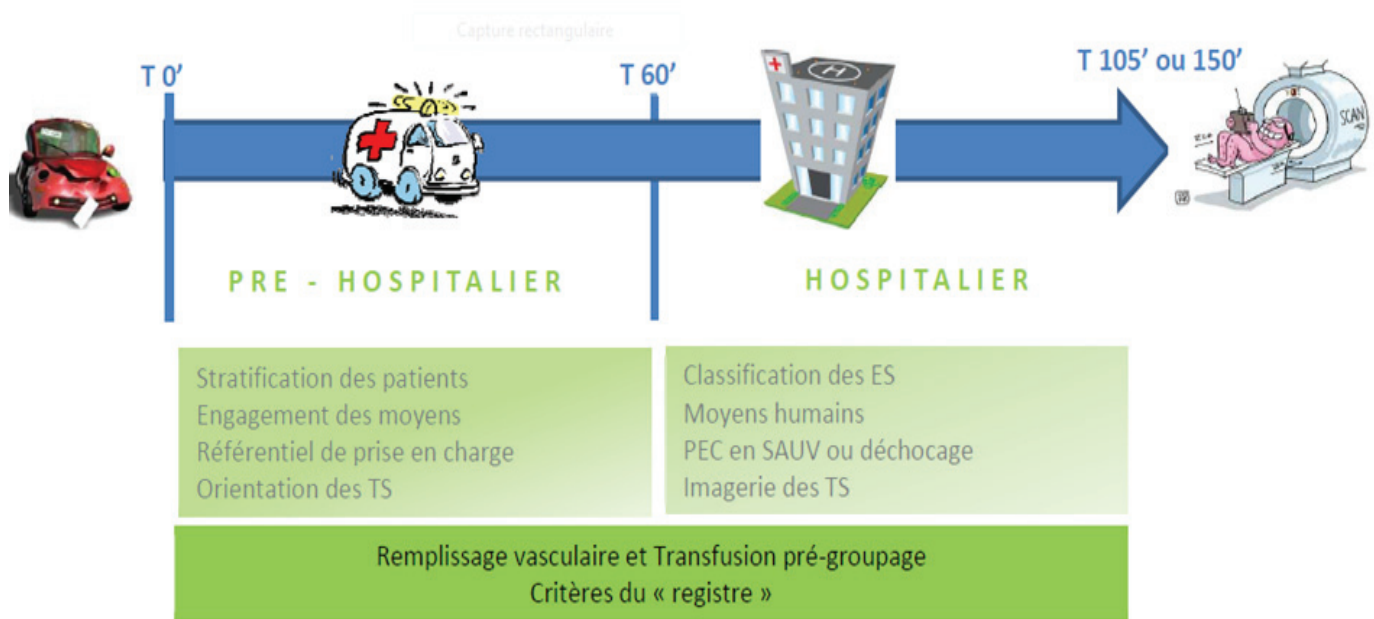 Capture rectangulaire
T 0’
T 60’
T 105’ ou 150’
H
SCAN
PRE - HOSPITALIER
HOSPITALIER
Stratification des patients
Engagement des moyens
Référentiel de prise en charge
Orientation des TS
Classification des ES
Moyens humains
PEC en SAUV ou déchocage
Imagerie des TS
Remplissage vasculaire et Transfusion pré-groupage
Critères du « registre »